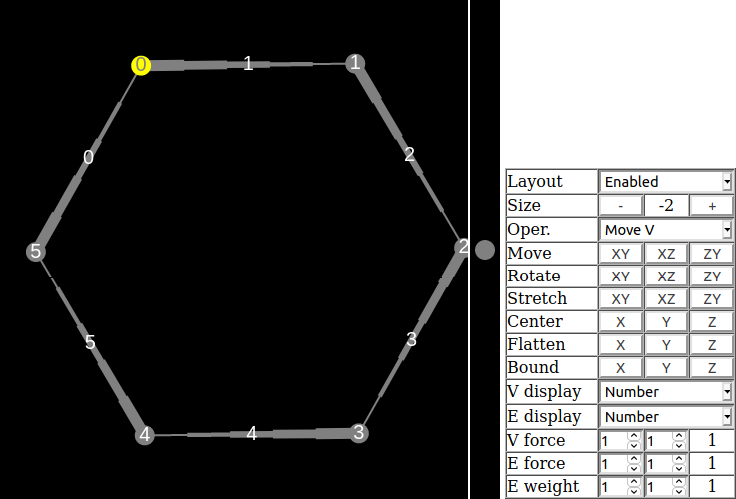 0 1 1
0 2
5 2
5 3
4 4 3
Layout Enabled
Size - -2 +
Oper. Move V
Move XY XZ ZY
Rotate XY XZ ZY
Stretch XY XZ ZY
Center X Y Z
Flatten X Y Z
Bound X Y Z
V display Number
E display Number
V force 1 1 1
E force 1 1 1
E weight 1 1 1